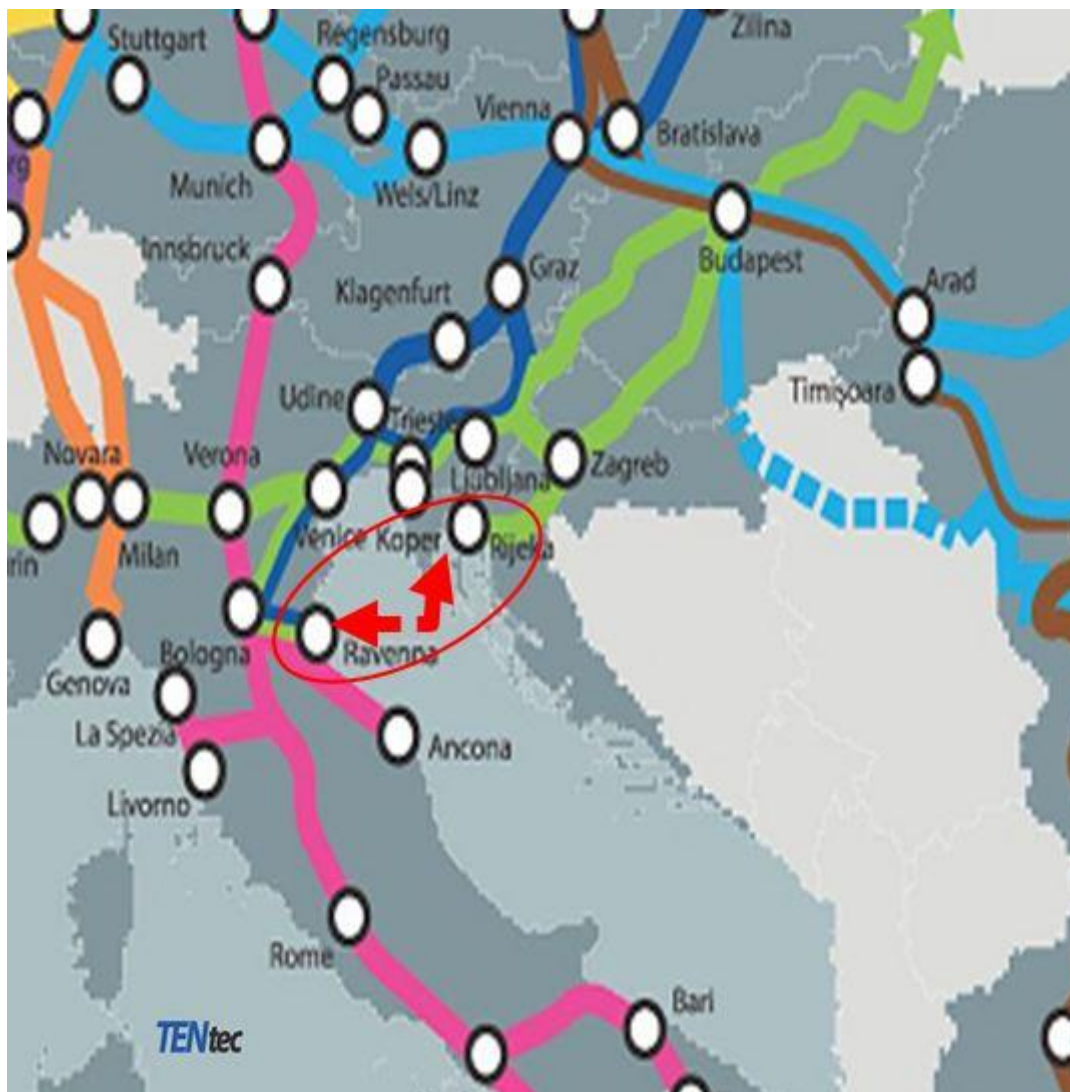 Stuttgart
Regensburg
Zilina
Passau
Vienna
Bratislava
Munich
Wels/Linz
Innsbruck
Graz
Budapest
Klagenfurt
Arad
Udine
Trieste
Timişoara
Novara
Verona
Ljubljana
Zagreb
Venice
Koper
Rijeka
rin
Milan
Bologna
Ravenna
Genova
La Spezia
Ancona
Livorno
Rome
Bari
TENtec